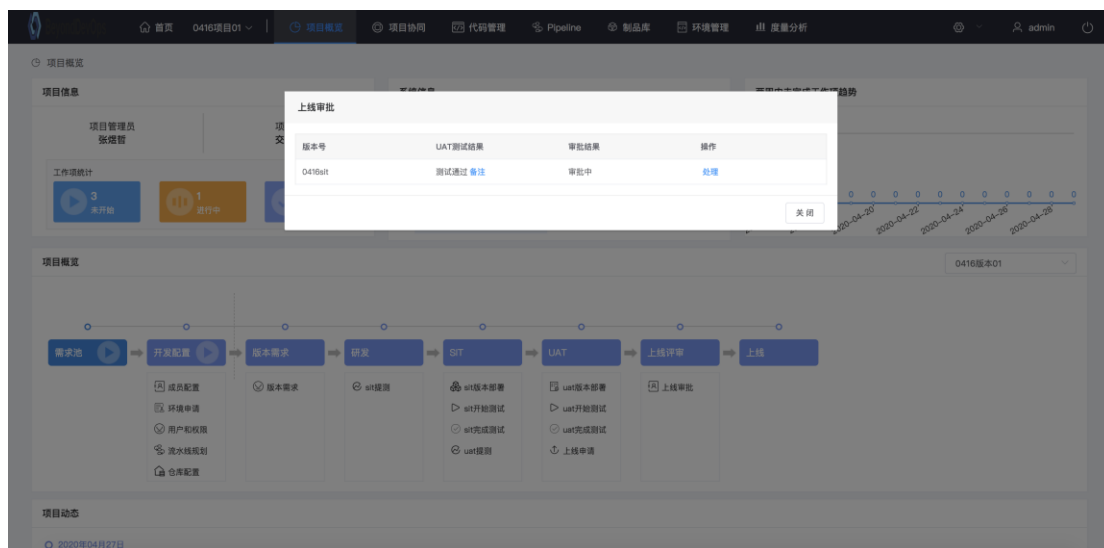 首页 0416项目01 项目概览 项目协同 代码管理 Pipeline 制品库 环境管理 度量分析 admin
项目概览
项目信息
项目管理员
张煜哲
工作项统计
3
未开始
1
进行中
上线审批
版本号 UAT测试结果 审批结果 操作
0416sit 测试通过 备注 审批中 处理
关闭
0 0 0 0 0 0 0 0 0
2020-04-20 2020-04-22 2020-04-24 2020-04-26 2020-04-28
项目概览 0416版本01
需求池 开发配置 版本需求 研发 SIT UAT 上线评审 上线
成员配置 版本需求 sit提测 sit版本部署 uat版本部署 上线审批
环境申请 sit开始测试 uat开始测试
用户和权限 sit完成测试 uat完成测试
流水线规划 uat提测 上线申请
仓库配置
项目动态
2020年04月27日